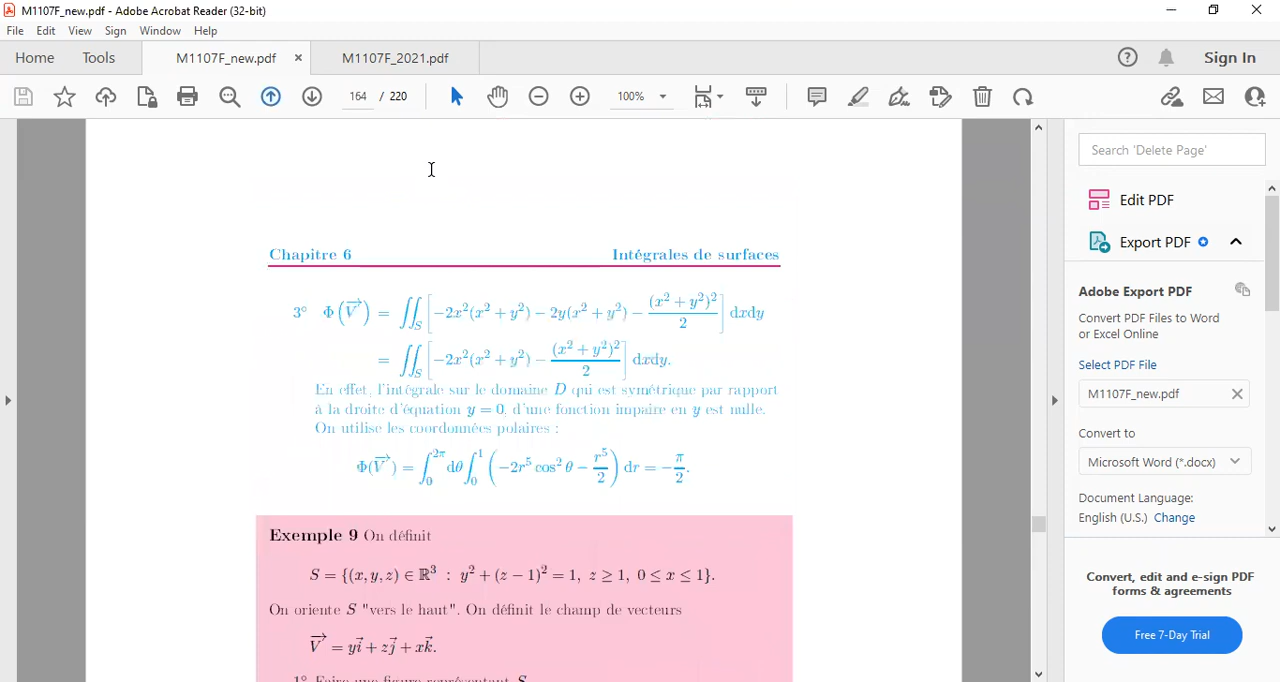 M1107F_new.pdf - Adobe Acrobat Reader (32-bit)
File Edit View Sign Window Help
Home Tools M1107F_new.pdf × M1107F_2021.pdf Sign In
164 / 220 100%
Search 'Delete Page'
Edit PDF
Export PDF
Adobe Export PDF
Convert PDF Files to Word
or Excel Online
Select PDF File
M1107F_new.pdf
Convert to
Microsoft Word (*.docx)
Document Language:
English (U.S.) Change
Convert, edit and e-sign PDF
forms & agreements
Free 7-Day Trial
Chapitre 6 Intégrales de surfaces
3° Φ(V⃗) = ∬_S [−2x²(x² + y²) − 2y(x² + y²) − (x² + y²)²/2] dxdy
= ∬_S [−2x²(x² + y²) − (x² + y²)²/2] dxdy.
En effet, l'intégrale sur le domaine D qui est symétrique par rapport
à la droite d'équation y = 0, d'une fonction impaire en y est nulle.
On utilise les coordonnées polaires :
Φ(V⃗) = ∫₀^{2π} dθ ∫₀^1 (−2r⁵ cos² θ − r⁵/2) dr = −π/2.
Exemple 9 On définit
S = {(x, y, z) ∈ ℝ³ : y² + (z − 1)² = 1, z ≥ 1, 0 ≤ x ≤ 1}.
On oriente S "vers le haut". On définit le champ de vecteurs
V⃗ = yi⃗ + zj⃗ + xk⃗.
1° Faire une figure représentant S